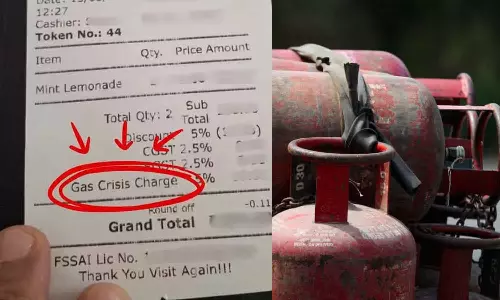 12:27
Cashier:
Token No.: 44
Item Qty. Price Amount
Mint Lemonade
Total Qty: 2 Sub Total
Discount 5% (
CGST 2.5%
2.5%
Gas Crisis Charge 5%
Round off -0.11
Grand Total
FSSAI Lic No.
Thank You Visit Again!!!
D 30